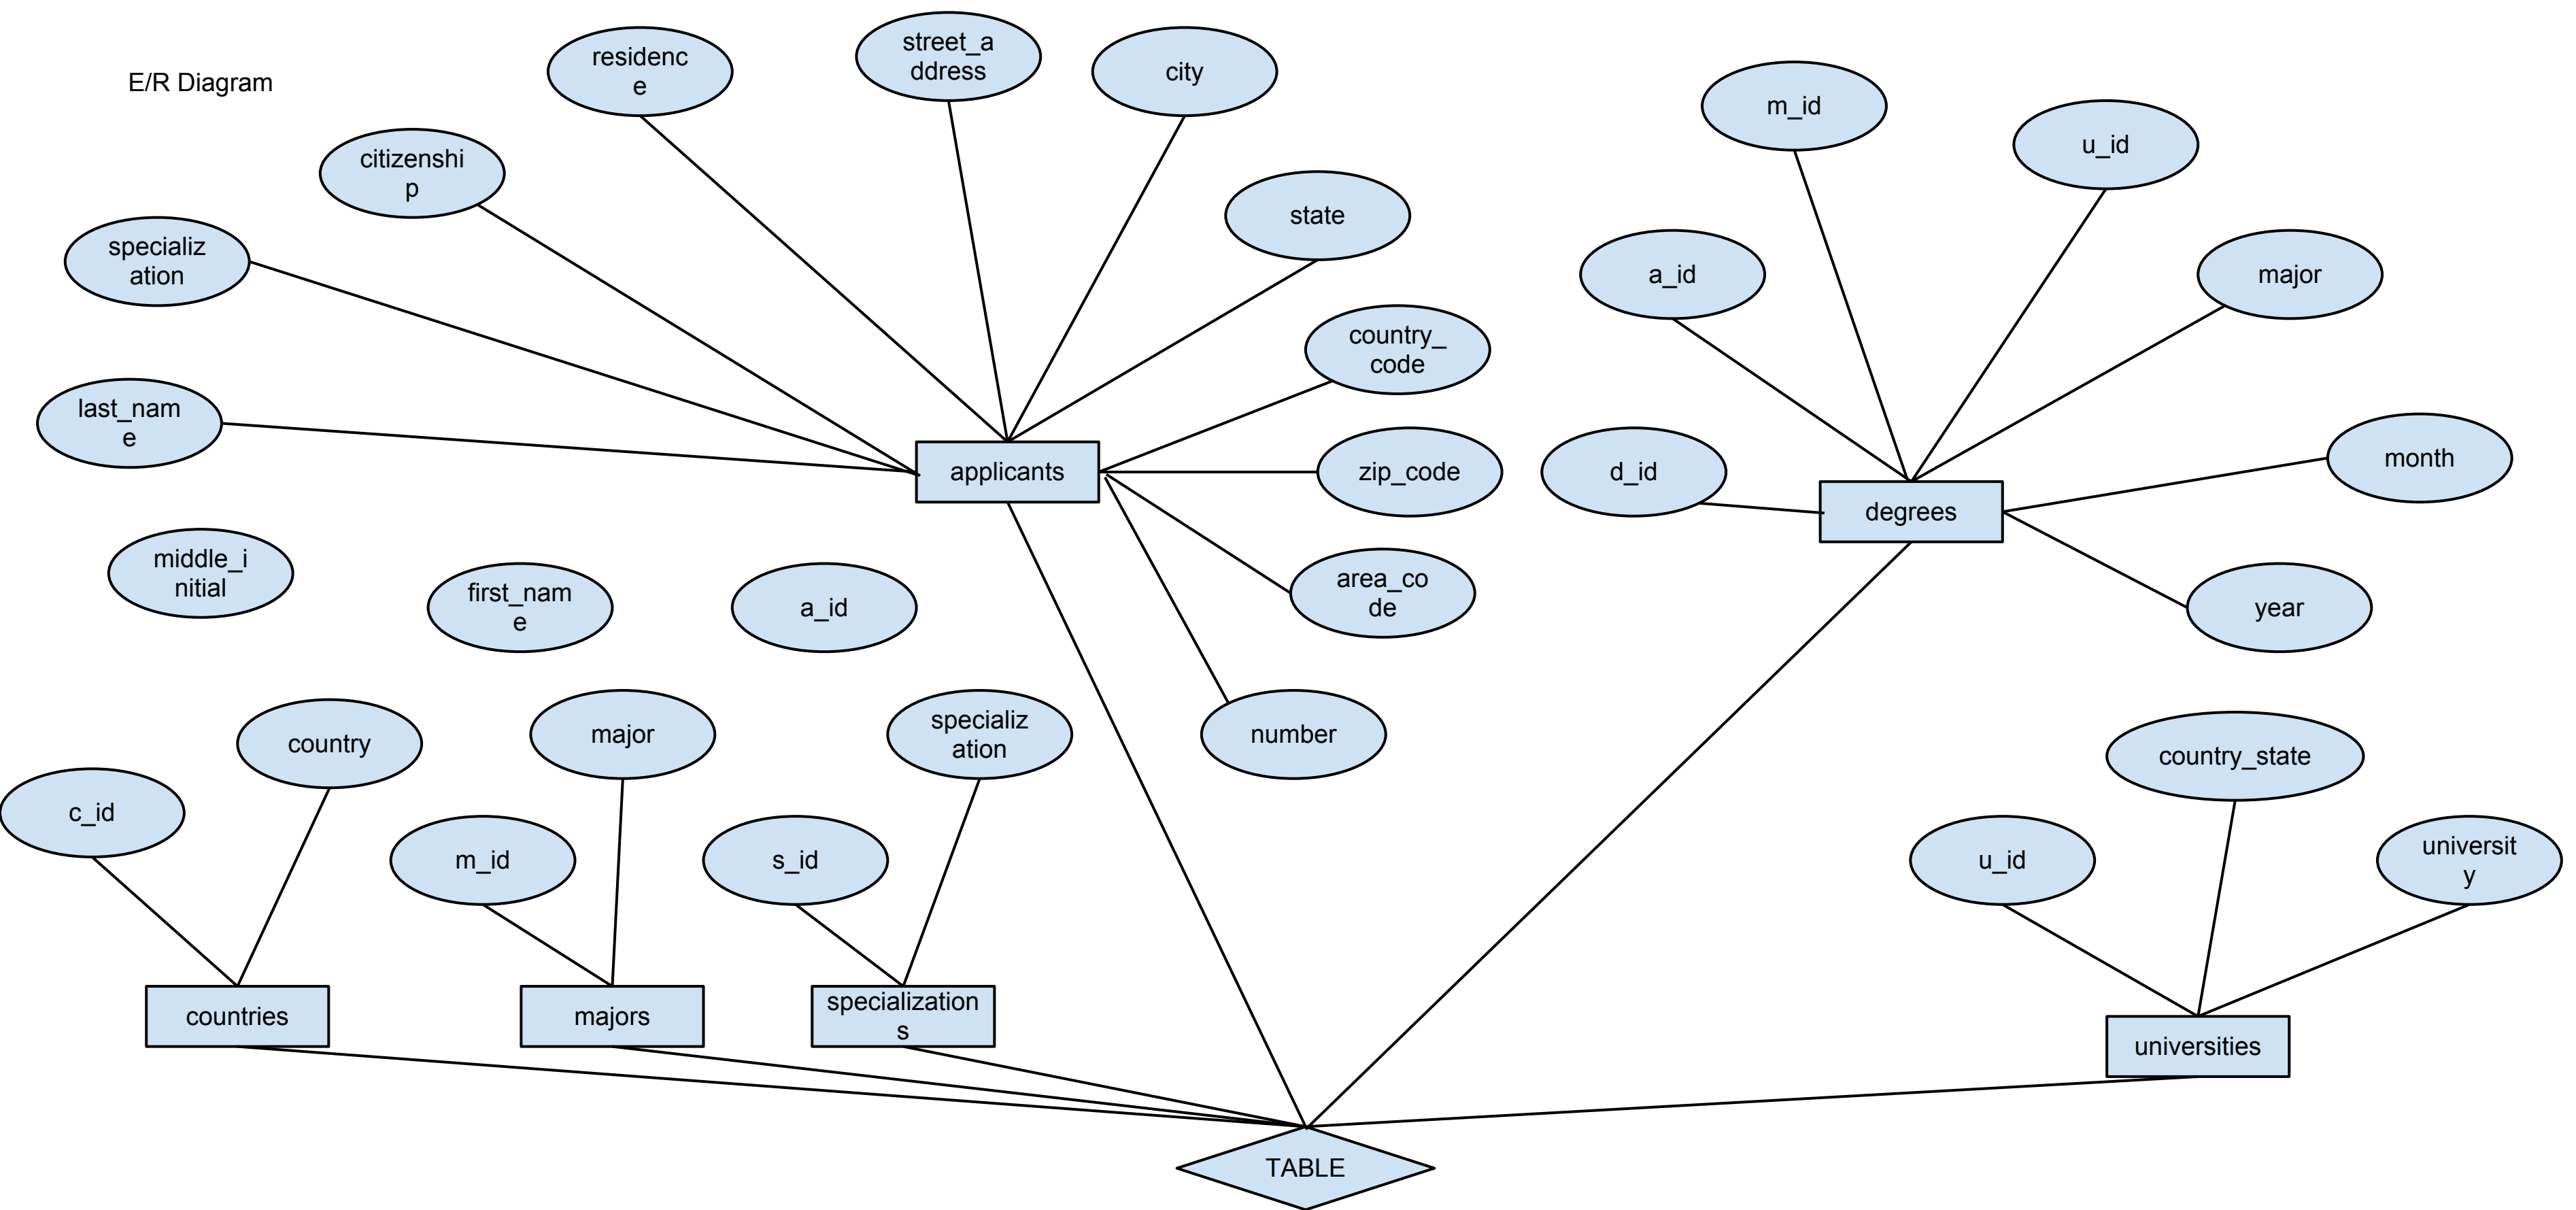 E/R Diagram
residenc
e
street_a
ddress
city
citizenshi
p
specializ
ation
state
country_
code
last_nam
e
applicants
zip_code
middle_i
nitial
first_nam
e
a_id
area_co
de
number
m_id
u_id
a_id
major
d_id
degrees
month
year
c_id
country
m_id
major
s_id
specializ
ation
countries
majors
specialization
s
u_id
country_state
universit
y
universities
TABLE